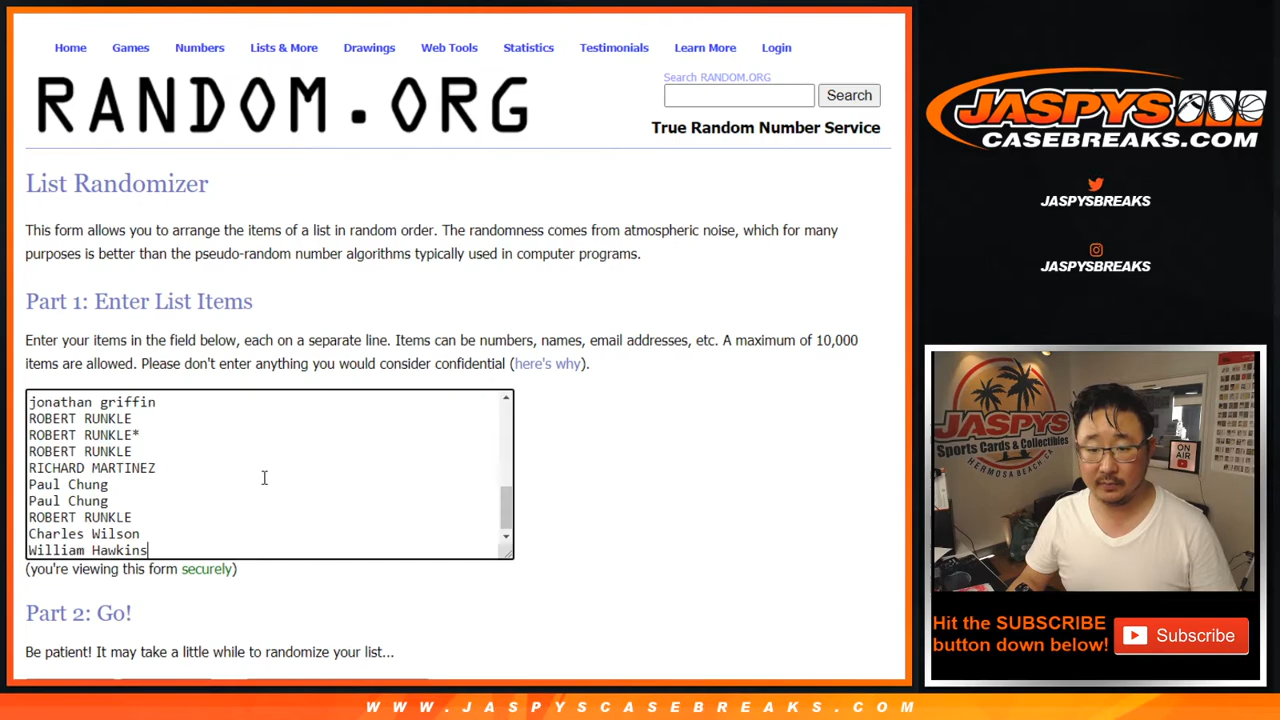 Home Games Numbers Lists & More Drawings Web Tools Statistics Testimonials Learn More Login
RANDOM.ORG
Search RANDOM.ORG
Search
True Random Number Service
List Randomizer
This form allows you to arrange the items of a list in random order. The randomness comes from atmospheric noise, which for many
purposes is better than the pseudo-random number algorithms typically used in computer programs.
Part 1: Enter List Items
Enter your items in the field below, each on a separate line. Items can be numbers, names, email addresses, etc. A maximum of 10,000
items are allowed. Please don't enter anything you would consider confidential (here's why).
jonathan griffin
ROBERT RUNKLE
ROBERT RUNKLE*
ROBERT RUNKLE
RICHARD MARTINEZ
Paul Chung
Paul Chung
ROBERT RUNKLE
Charles Wilson
William Hawkins
(you're viewing this form securely)
Part 2: Go!
Be patient! It may take a little while to randomize your list...
JASPYS
CASEBREAKS.COM
JASPYSBREAKS
JASPYSBREAKS
JASPYS
Sports Cards & Collectibles
HERMOSA BEACH, CA
ON AIR
Hit the SUBSCRIBE
button down below!
Subscribe
WWW.JASPYSCASEBREAKS.COM